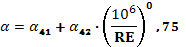 α = α₄₁ + α₄₂ · (10⁶/RE)⁰ , 75